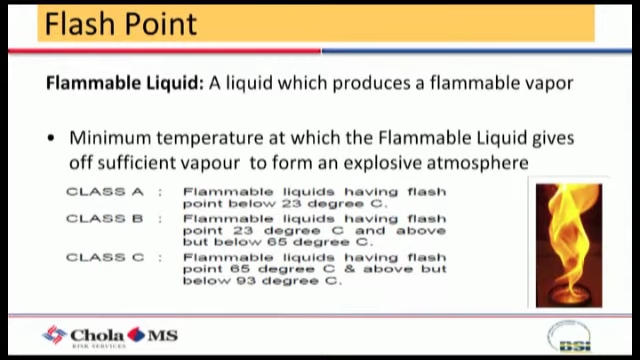 Flash Point
Flammable Liquid: A liquid which produces a flammable vapor
• Minimum temperature at which the Flammable Liquid gives
off sufficient vapour to form an explosive atmosphere
CLASS A : Flammable liquids having flash
point below 23 degree C.
CLASS B : Flammable liquids having flash
point 23 degree C and above
but below 65 degree C.
CLASS C : Flammable liquids having flash
point 65 degree C & above but
below 93 degree C.
Chola MS
RISK SERVICES